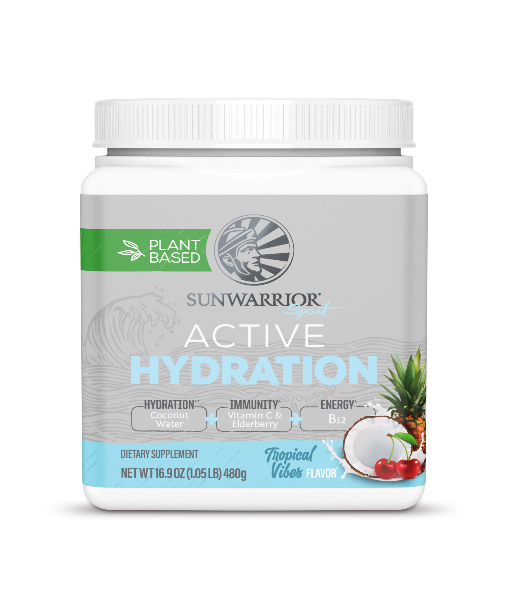 PLANT
BASED
SUNWARRIOR®
Sport
ACTIVE
HYDRATION
HYDRATION** IMMUNITY* ENERGY*
Coconut
Water
Vitamin C &
Elderberry
B12
DIETARY SUPPLEMENT
NET WT 16.9 OZ (1.05 LB) 480g
Tropical
Vibes FLAVOR